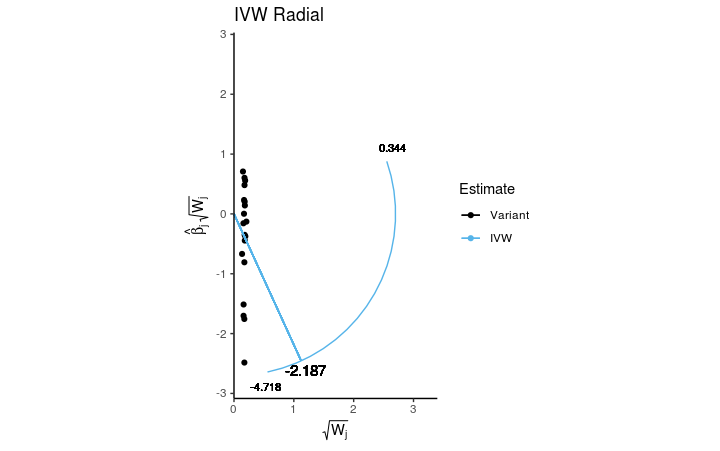 IVW Radial
3
2
1
0
-1
-2
-3
β̂ⱼ√Wⱼ
0.344
-2.187
-4.718
0
1
2
3
√Wⱼ
Estimate
Variant
IVW